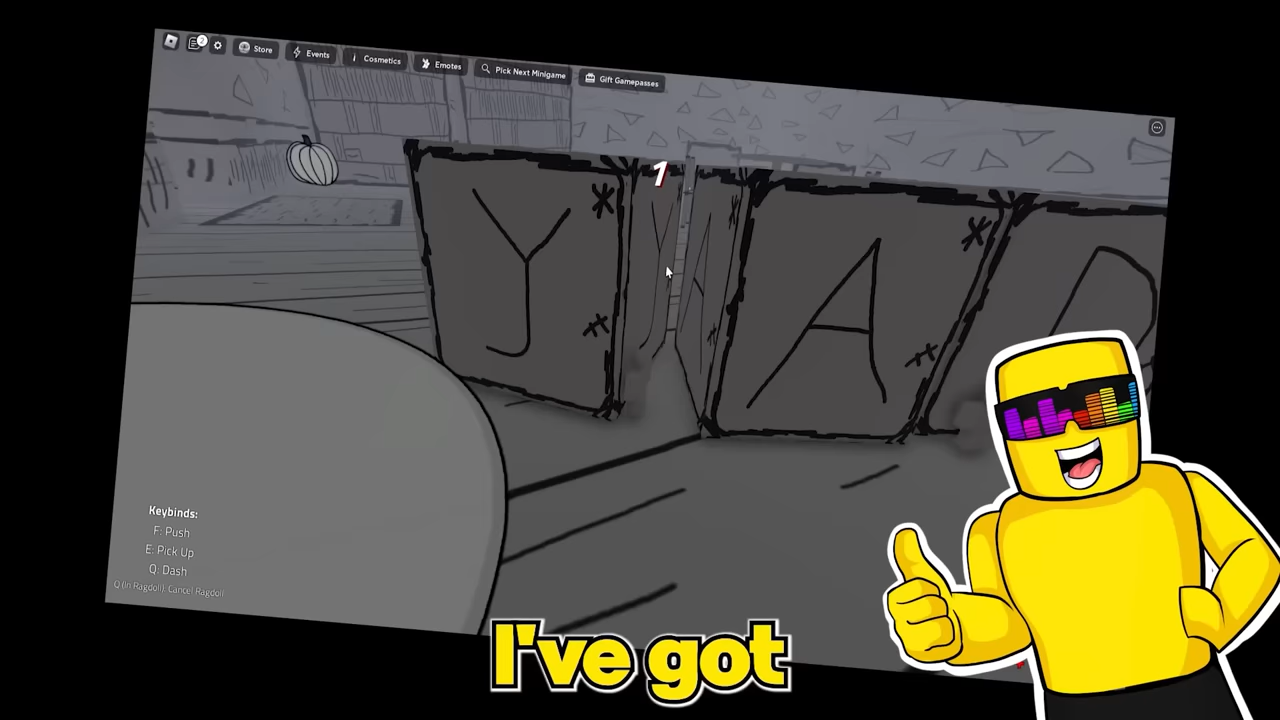 2
Store
Events
Cosmetics
Emotes
Pick Next Minigame
Gift Gamepasses
1
Y
Y
A
A
Keybinds:
F: Push
E: Pick Up
Q: Dash
Q (In Ragdoll): Cancel Ragdoll
I've got